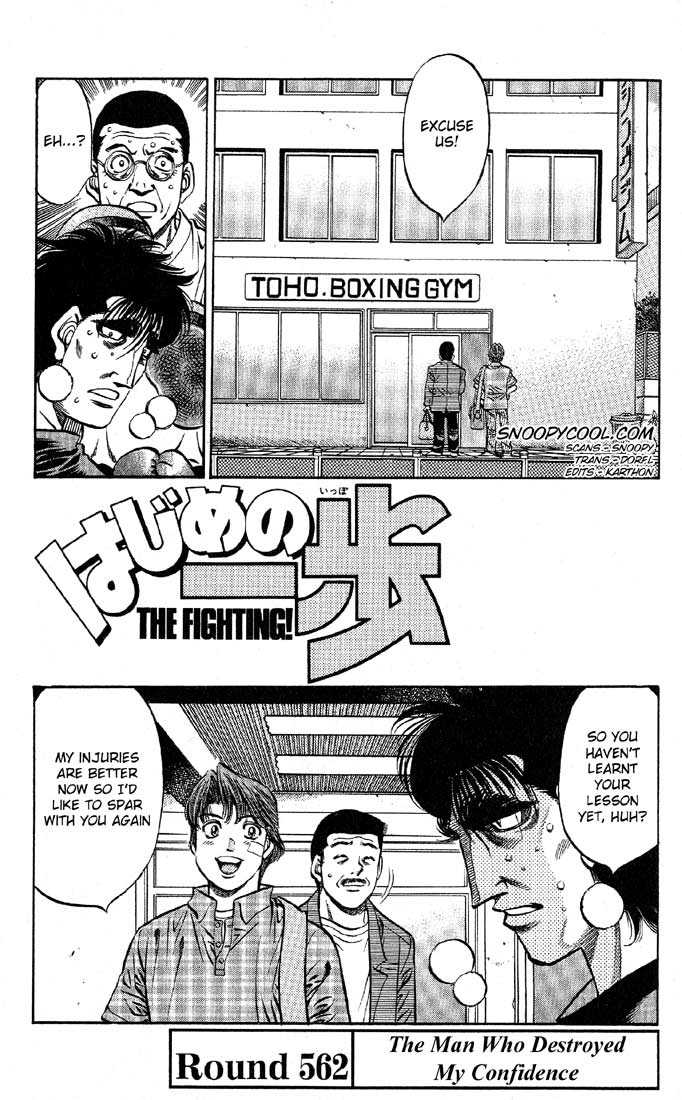 EXCUSE
US!
EH...?
TOHO.BOXING GYM
SNOOPYCOOL.COM
SCANS - SNOOPY
TRANS - DORFL
EDITS - KARTHON
いっぽ
はじめの一歩
THE FIGHTING!
SO YOU
HAVEN'T
LEARNT
YOUR
LESSON
YET, HUH?
MY INJURIES
ARE BETTER
NOW SO I'D
LIKE TO SPAR
WITH YOU AGAIN
Round 562
The Man Who Destroyed
My Confidence